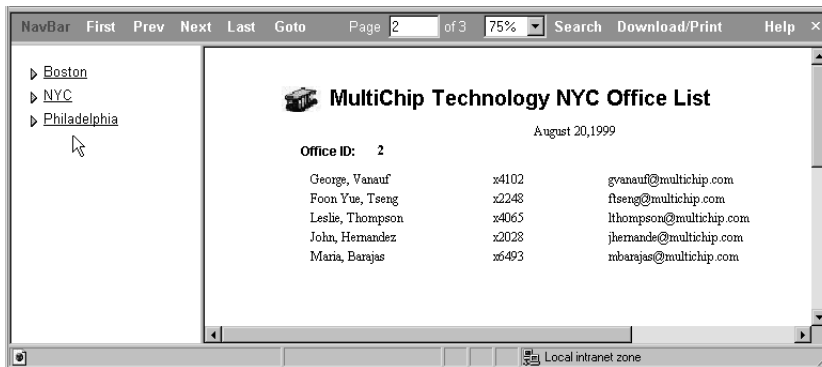 NavBar First Prev Next Last Goto Page 2 of 3 75% Search Download/Print Help ×
Boston
NYC
Philadelphia
MultiChip Technology NYC Office List
August 20,1999
Office ID: 2
George, Vanauf x4102 gvanauf@multichip.com
Foon Yue, Tseng x2248 ftseng@multichip.com
Leslie, Thompson x4065 lthompson@multichip.com
John, Hernandez x2028 jhernande@multichip.com
Maria, Barajas x6493 mbarajas@multichip.com
Local intranet zone